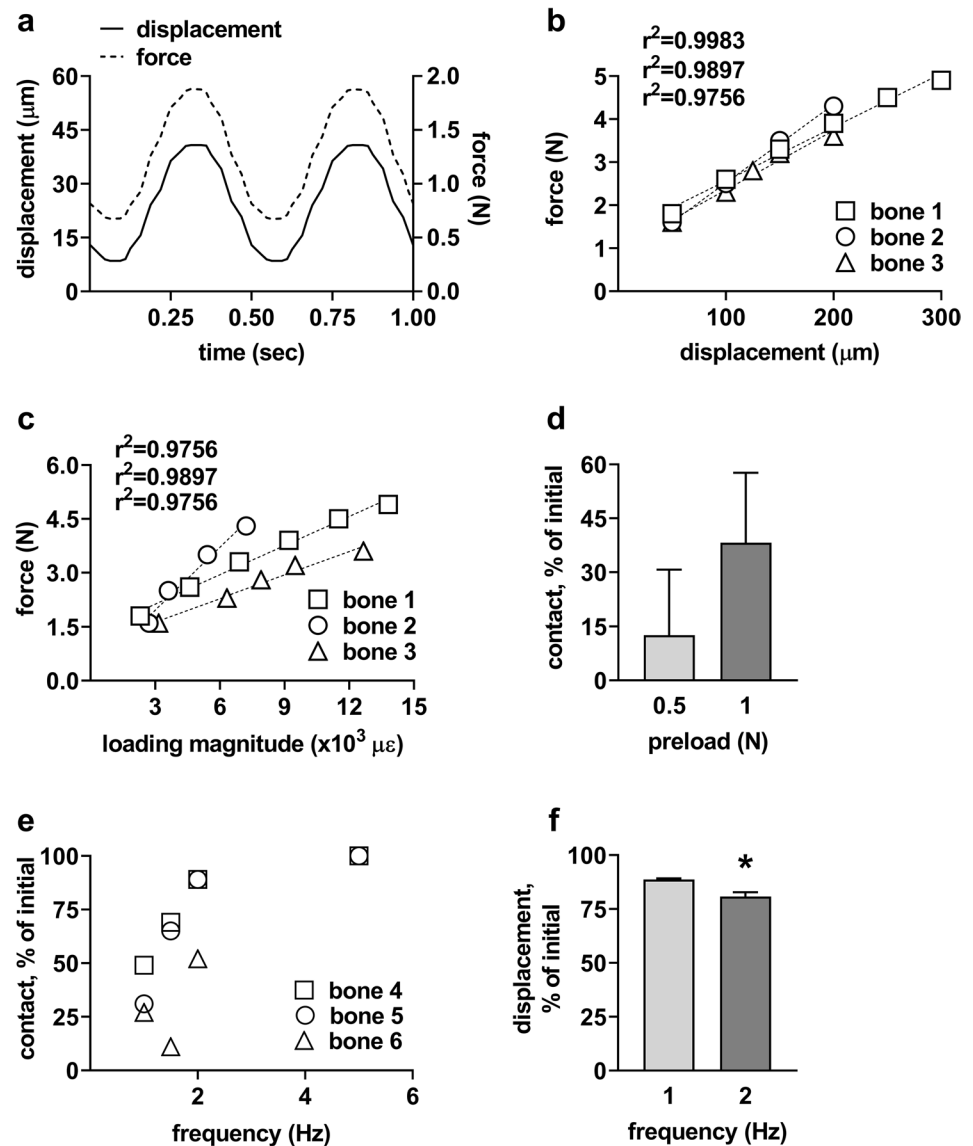 a
displacement
force
displacement (μm)
60
45
30
15
0
2.0
1.5
1.0
0.5
0.0
force (N)
0.25 0.50 0.75 1.00
time (sec)
b
r²=0.9983
r²=0.9897
r²=0.9756
force (N)
5
4
3
2
1
0
bone 1
bone 2
bone 3
100 200 300
displacement (μm)
c
r²=0.9756
r²=0.9897
r²=0.9756
force (N)
6.0
4.5
3.0
1.5
0.0
bone 1
bone 2
bone 3
3 6 9 12 15
loading magnitude (x10³ με)
d
contact, % of initial
60
45
30
15
0
0.5 1
preload (N)
e
contact, % of initial
100
75
50
25
0
bone 4
bone 5
bone 6
2 4 6
frequency (Hz)
f
displacement,
% of initial
100
75
50
25
0
*
1 2
frequency (Hz)